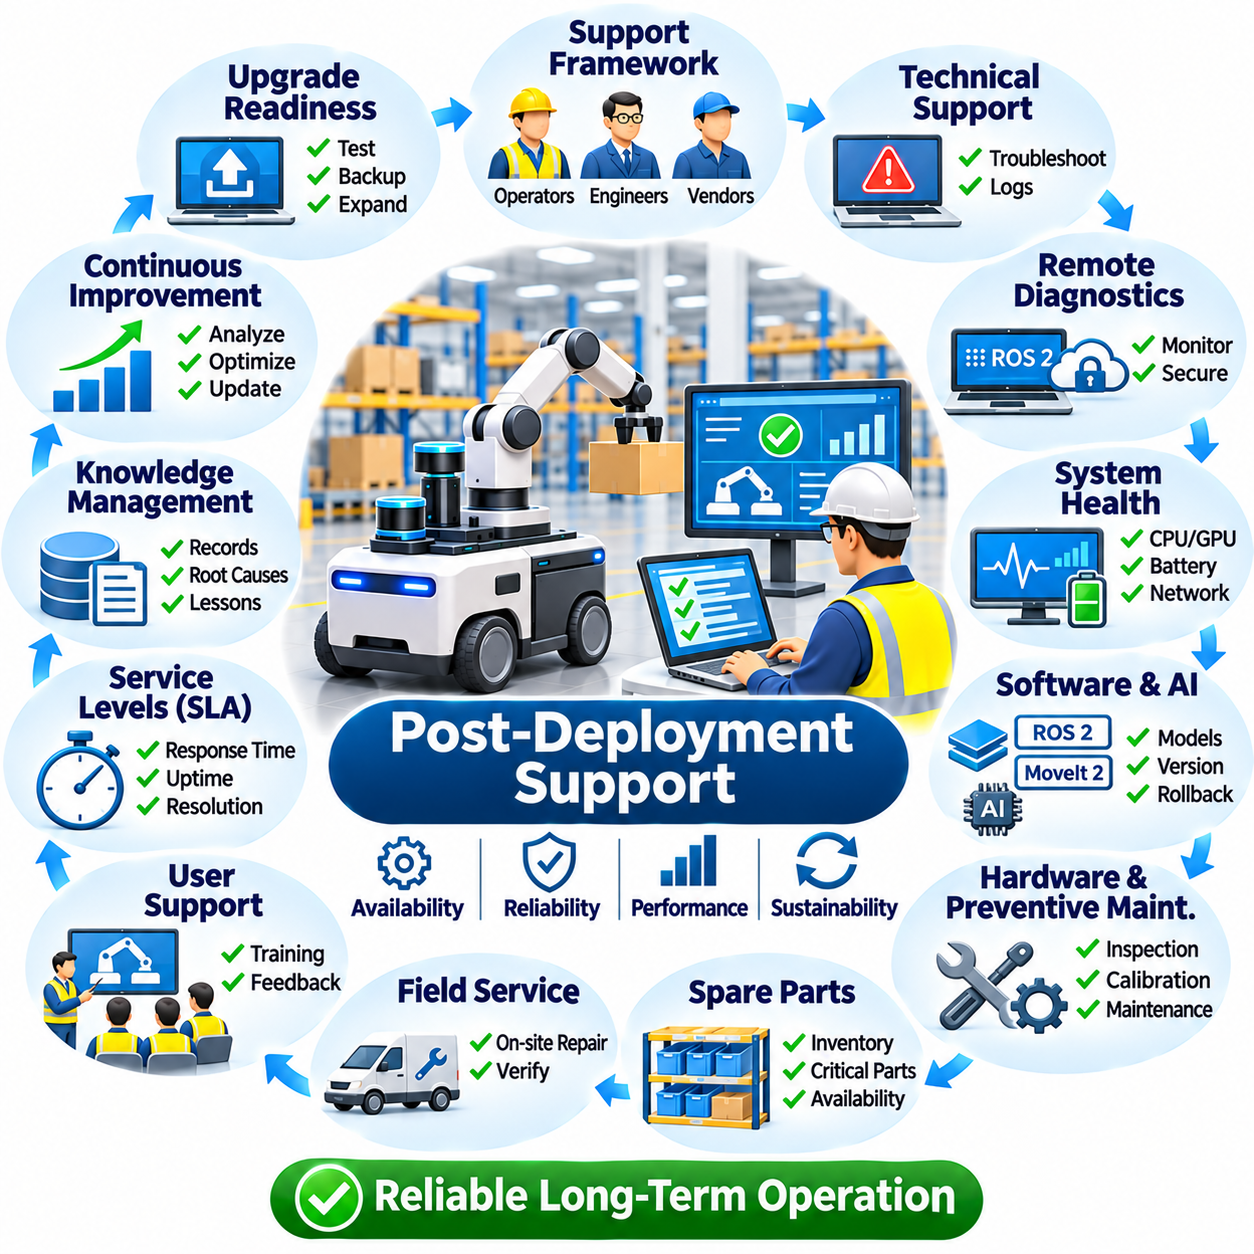 Support
Framework
Operators
Engineers
Vendors
Technical
Support
Troubleshoot
Logs
Remote
Diagnostics
ROS 2
Monitor
Secure
System
Health
CPU/GPU
Battery
Network
Software & AI
ROS 2
MoveIt 2
AI
Models
Version
Rollback
Hardware &
Preventive Maint.
Inspection
Calibration
Maintenance
Spare Parts
Inventory
Critical Parts
Availability
Field Service
On-site Repair
Verify
User
Support
Training
Feedback
Service
Levels (SLA)
Response Time
Uptime
Resolution
Knowledge
Management
Records
Root Causes
Lessons
Continuous
Improvement
Analyze
Optimize
Update
Upgrade
Readiness
Test
Backup
Expand
Post-Deployment
Support
Availability
Reliability
Performance
Sustainability
Reliable Long-Term Operation